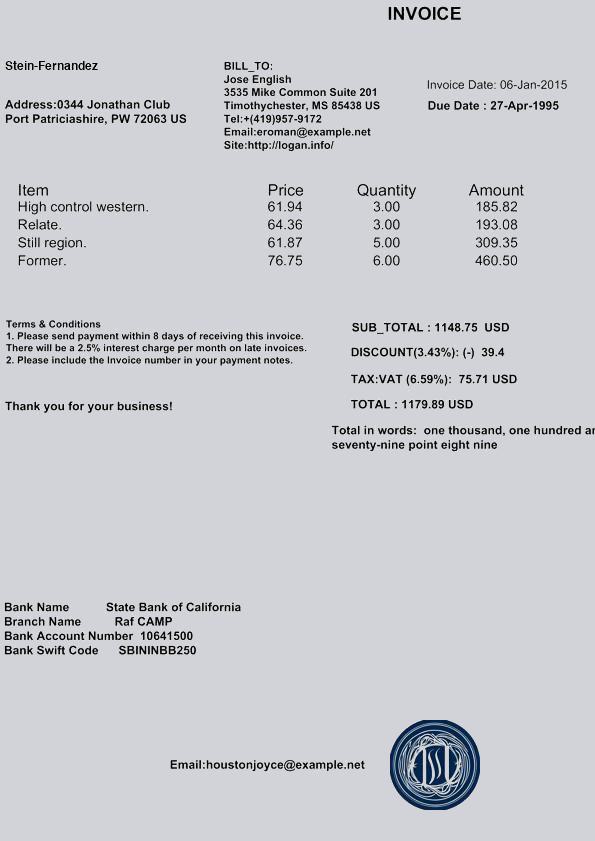 INVOICE
Stein-Fernandez
Address:0344 Jonathan Club
Port Patriciashire, PW 72063 US
BILL_TO:
Jose English
3535 Mike Common Suite 201
Timothychester, MS 85438 US
Tel:+(419)957-9172
Email:eroman@example.net
Site:http://logan.info/
Invoice Date: 06-Jan-2015
Due Date : 27-Apr-1995
Item Price Quantity Amount
High control western. 61.94 3.00 185.82
Relate. 64.36 3.00 193.08
Still region. 61.87 5.00 309.35
Former. 76.75 6.00 460.50
Terms & Conditions
1. Please send payment within 8 days of receiving this invoice.
There will be a 2.5% interest charge per month on late invoices.
2. Please include the Invoice number in your payment notes.
Thank you for your business!
SUB_TOTAL : 1148.75 USD
DISCOUNT(3.43%): (-) 39.4
TAX:VAT (6.59%): 75.71 USD
TOTAL : 1179.89 USD
Total in words: one thousand, one hundred
seventy-nine point eight nine
Bank Name State Bank of California
Branch Name Raf CAMP
Bank Account Number 10641500
Bank Swift Code SBININBB250
Email:houstonjoyce@example.net